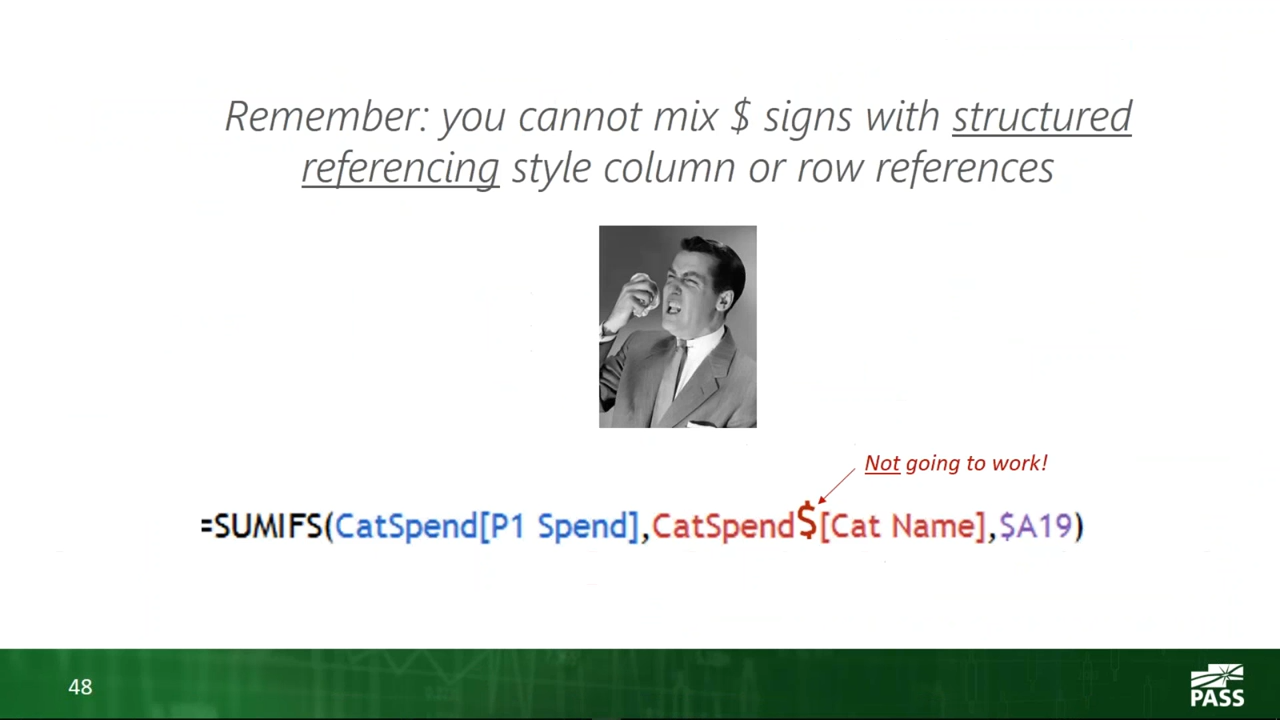 Remember: you cannot mix $ signs with structured
referencing style column or row references
Not going to work!
=SUMIFS(CatSpend[P1 Spend],CatSpend$[Cat Name],$A19)
48
PASS